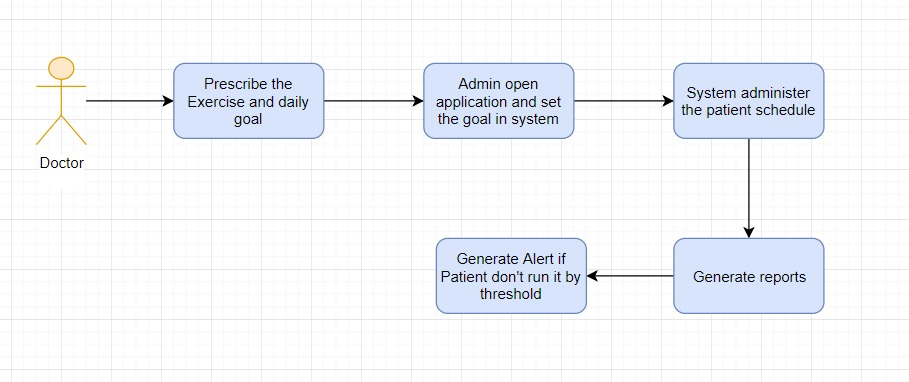 Doctor
Prescribe the
Exercise and daily
goal
Admin open
application and set
the goal in system
System administer
the patient schedule
Generate reports
Generate Alert if
Patient don't run it by
threshold